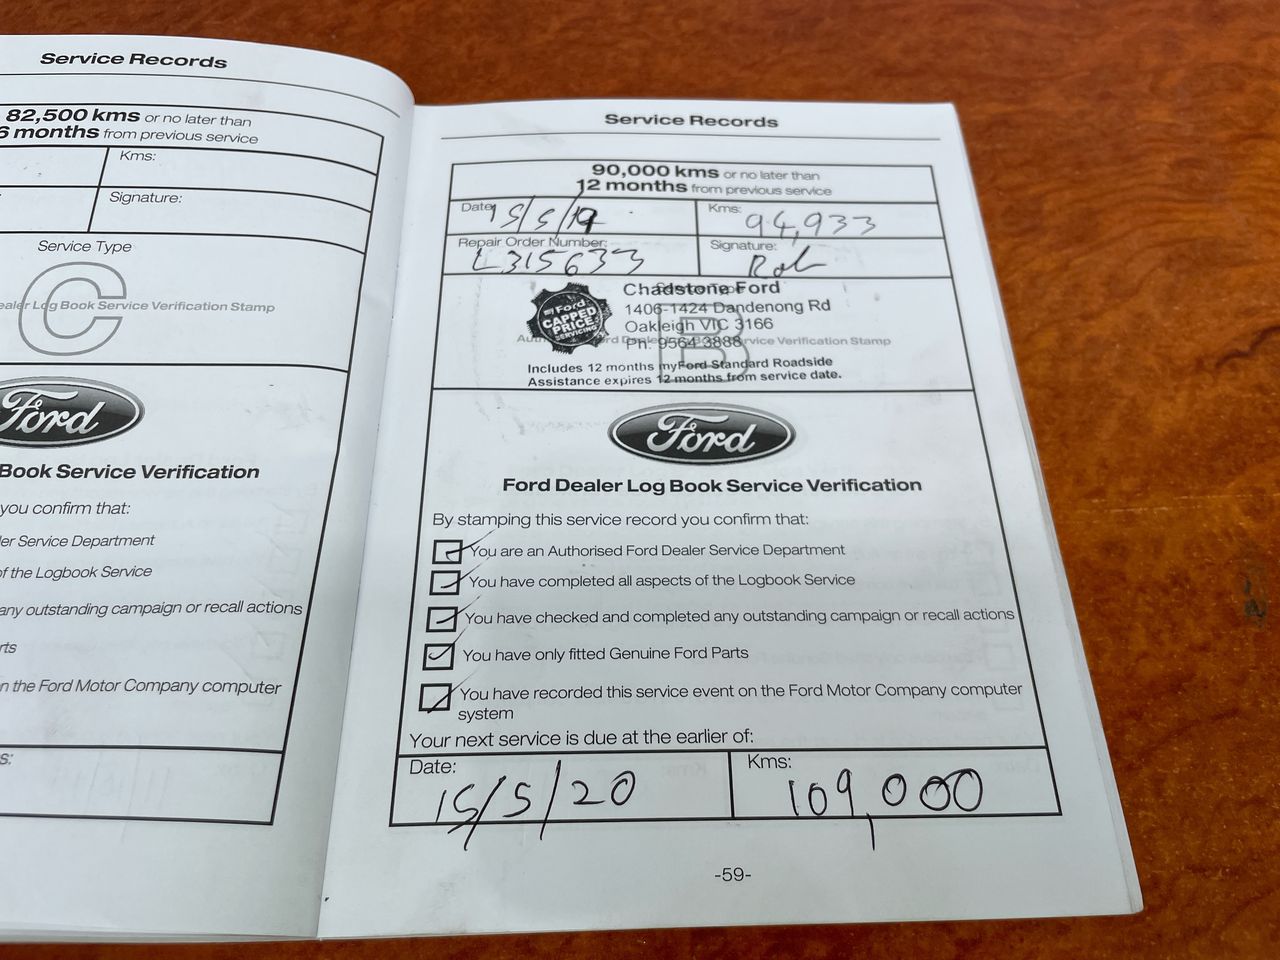 Service Records
82,500 kms or no later than
6 months from previous service
Kms:
Signature:
Service Type
C
ealer Log Book Service Verification Stamp
Ford
Book Service Verification
you confirm that:
ler Service Department
of the Logbook Service
any outstanding campaign or recall actions
rts
n the Ford Motor Company computer
s:
Service Records
90,000 kms or no later than
12 months from previous service
Date: 15/5/19
Kms: 94,933
Repair Order Number: L315633
Signature: Rob
my Ford
CAPPED
PRICE
SERVICING
Chadstone Ford
1406-1424 Dandenong Rd
Oakleigh VIC 3166
Ph: 9564 3888
B
rvice Verification Stamp
Includes 12 months myFord Standard Roadside
Assistance expires 12 months from service date.
Ford
Ford Dealer Log Book Service Verification
By stamping this service record you confirm that:
You are an Authorised Ford Dealer Service Department
You have completed all aspects of the Logbook Service
You have checked and completed any outstanding campaign or recall actions
You have only fitted Genuine Ford Parts
You have recorded this service event on the Ford Motor Company computer
system
Your next service is due at the earlier of:
Date: 15/5/20
Kms: 109,000
-59-